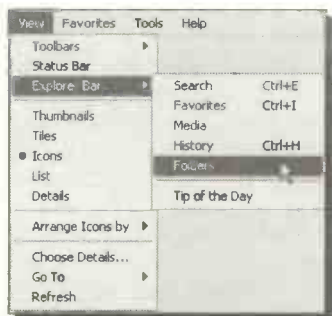 View Favorites Tools Help
Toolbars
Status Bar
Explore Bar
Search Ctrl+E
Favorites Ctrl+I
Media
History Ctrl+H
Folders
Tip of the Day
Thumbnails
Tiles
Icons
List
Details
Arrange Icons by
Choose Details...
Go To
Refresh